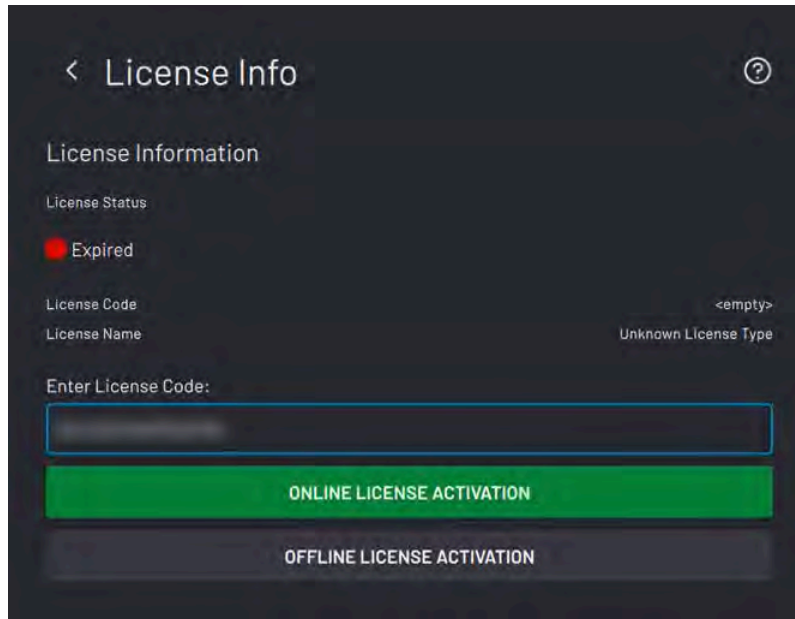 License Info
License Information
License Status
Expired
License Code <empty>
License Name Unknown License Type
Enter License Code:
ONLINE LICENSE ACTIVATION
OFFLINE LICENSE ACTIVATION